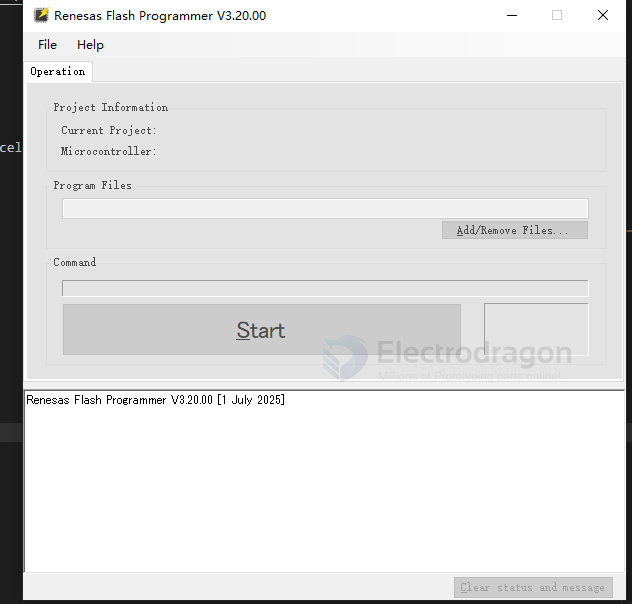 Renesas Flash Programmer V3.20.00
File Help
Operation
Project Information
Current Project:
Microcontroller:
cel
Program Files
Add/Remove Files...
Command
Start
Electrodragon
Millions of Prototyping parts online!
Renesas Flash Programmer V3.20.00 [1 July 2025]
Clear status and message